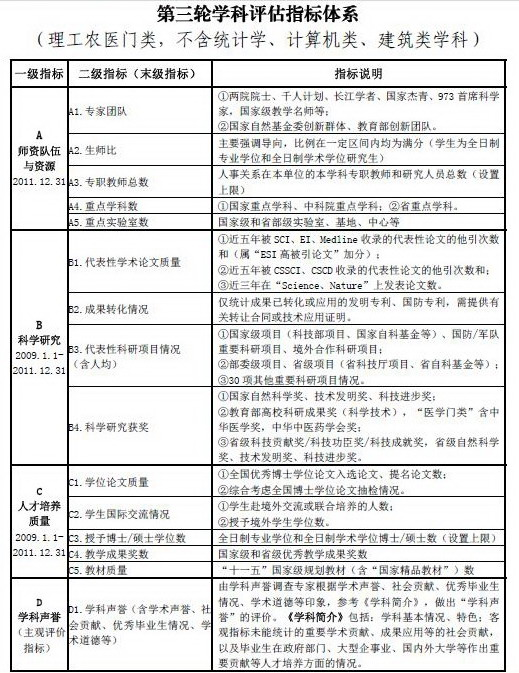 第三轮学科评估指标体系
（理工农医门类，不含统计学、计算机类、建筑类学科）
一级指标 二级指标（末级指标） 指标说明
A
师资队伍
与资源
2011.12.31
A1.专家团队
①两院院士、千人计划、长江学者、国家杰青、973首席科学
家，国家级教学名师等；
②国家自然基金委创新群体、教育部创新团队。
A2.生师比
主要强调导向，比例在一定区间内均为满分（学生为全日制
专业学位和全日制学术学位研究生）
A3.专职教师总数
人事关系在本单位的本学科专职教师和研究人员总数（设置
上限）
A4.重点学科数
①国家重点学科、中科院重点学科；②省重点学科。
A5.重点实验室数
国家级和省部级实验室、基地、中心等
B
科学研究
2009.1.1-
2011.12.31
B1.代表性学术论文质量
①近五年被SCI、EI、Medline收录的代表性论文的他引次数
和（属“ESI高被引论文”加分）；
②近五年被CSSCI、CSCD收录的代表性论文的他引次数和；
③近三年在“Science、Nature”上发表论文数。
B2.成果转化情况
仅统计成果已转化或应用的发明专利、国防专利，需提供有
关转让合同或技术应用证明。
B3.代表性科研项目情况
（含人均）
①国家级项目（科技部项目、国家自科基金等）、国防/军队
重要科研项目、境外合作科研项目；
②部委级项目、省级项目（省科技厅项目、省自科基金等）；
③30项其他重要科研项目情况。
B4.科学研究获奖
①国家自然科学奖、技术发明奖、科技进步奖；
②教育部高校科研成果奖（科学技术），“医学门类”含中
华医学奖，中华中医药学会奖；
③省级科技贡献奖/科技功臣奖/科技成就奖，省级自然科学
奖、技术发明奖、科技进步奖。
C
人才培养
质量
2009.1.1-
2011.12.31
C1.学位论文质量
①全国优秀博士学位论文入选论文、提名论文数；
②综合考虑全国博士学位论文抽检情况。
C2.学生国际交流情况
①学生赴境外交流或联合培养的人数；
②授予境外学生学位数。
C3.授予博士/硕士学位数
全日制专业学位和全日制学术学位博士/硕士数（设置上限）
C4.教学成果奖数
国家级和省级优秀教学成果奖数
C5.教材质量
“十一五”国家级规划教材（含“国家精品教材”）数
D
学科声誉
（主观评价
指标）
D1.学科声誉（含学术声誉、社
会贡献、优秀毕业生情况、学
术道德等）
由学科声誉调查专家根据学术声誉、社会贡献、优秀毕业生
情况、学术道德等印象，参考《学科简介》，做出“学科声
誉”的评价。《学科简介》包括：学科基本情况、特色；客
观指标未能统计的重要学术贡献、成果应用等的社会贡献，
以及毕业生在政府部门、大型企事业、国内外大学等作出重
要贡献等人才培养方面的情况。